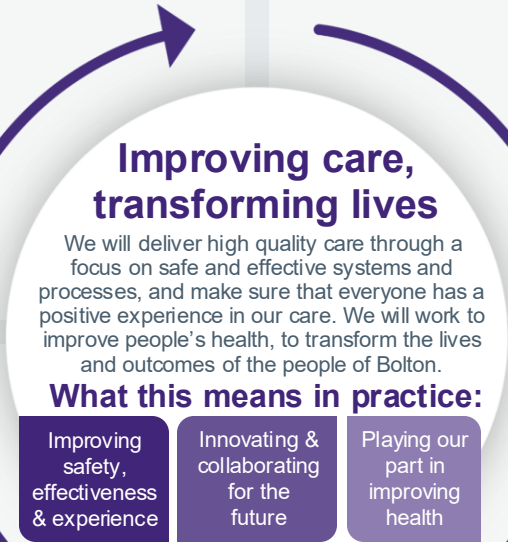 Improving care,
transforming lives
We will deliver high quality care through a
focus on safe and effective systems and
processes, and make sure that everyone has a
positive experience in our care. We will work to
improve people’s health, to transform the lives
and outcomes of the people of Bolton.
What this means in practice:
Improving
safety,
effectiveness
& experience
Innovating &
collaborating
for the
future
Playing our
part in
improving
health